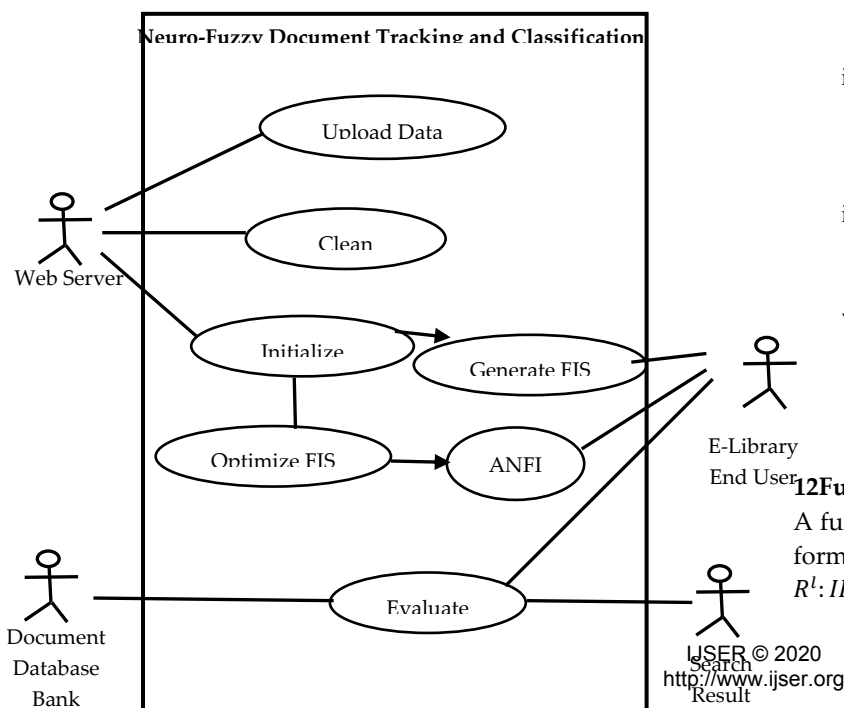 Neuro-Fuzzy Document Tracking and Classification
Upload Data
Clean
Web Server
Initialize
Generate FIS
Optimize FIS
ANFI
E-Library
End User
12Fu
A fu
form
R^l: IF
Evaluate
Document
Database
Bank
Search
Result
IJSER © 2020
http://www.ijser.org